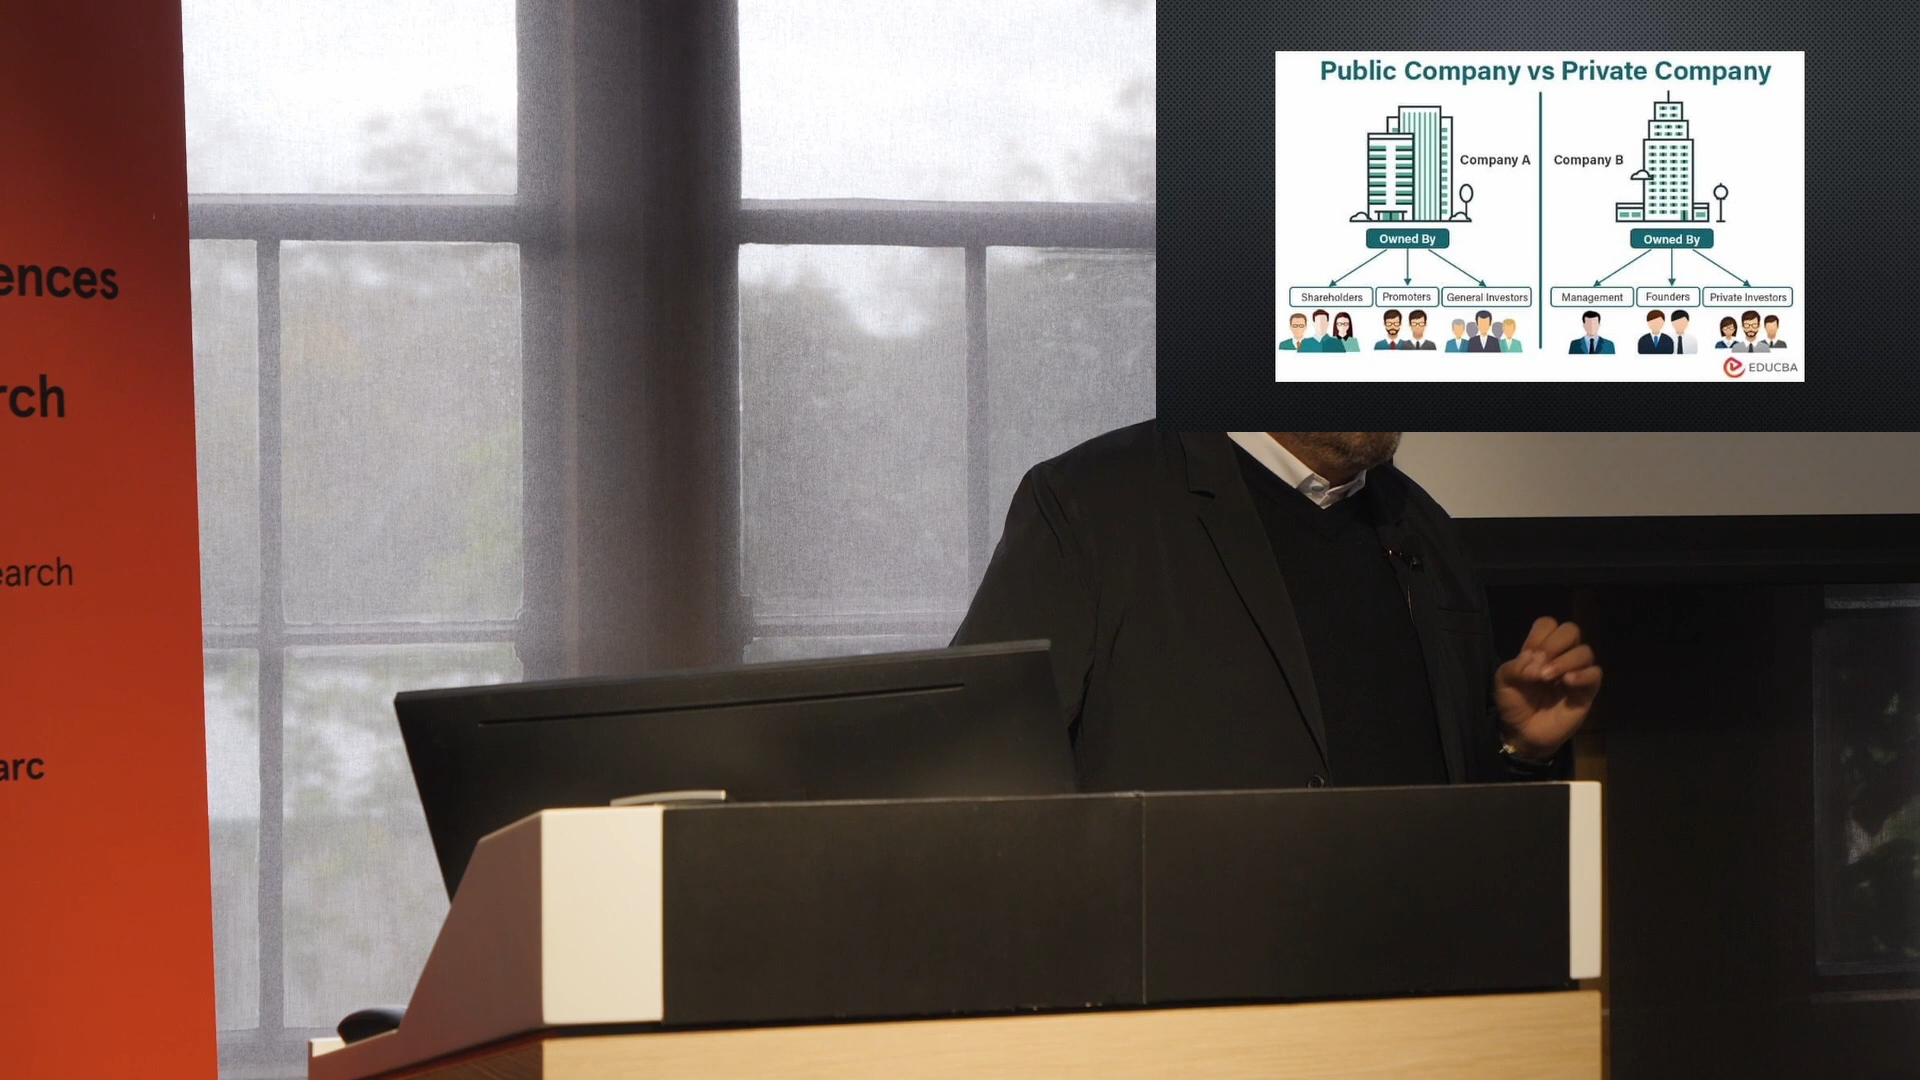 ences
rch
earch
arc
Public Company vs Private Company
Company A
Company B
Owned By
Owned By
Shareholders
Promoters
General Investors
Management
Founders
Private Investors
EDUCBA